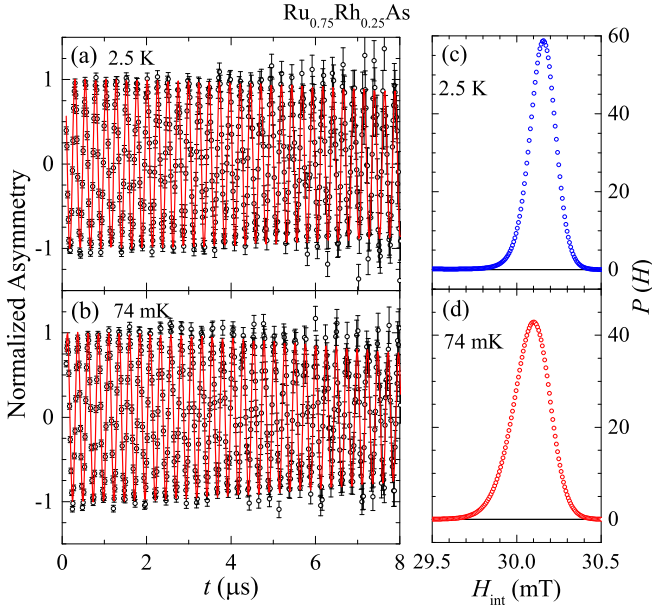 Ru0.75Rh0.25As
(a) 2.5 K
1
0
-1
(b) 74 mK
1
0
-1
0 2 4 6 8
t (μs)
Normalized Asymmetry
(c)
2.5 K
60
40
20
0
(d)
74 mK
40
20
0
P (H)
29.5 30.0 30.5
Hint (mT)